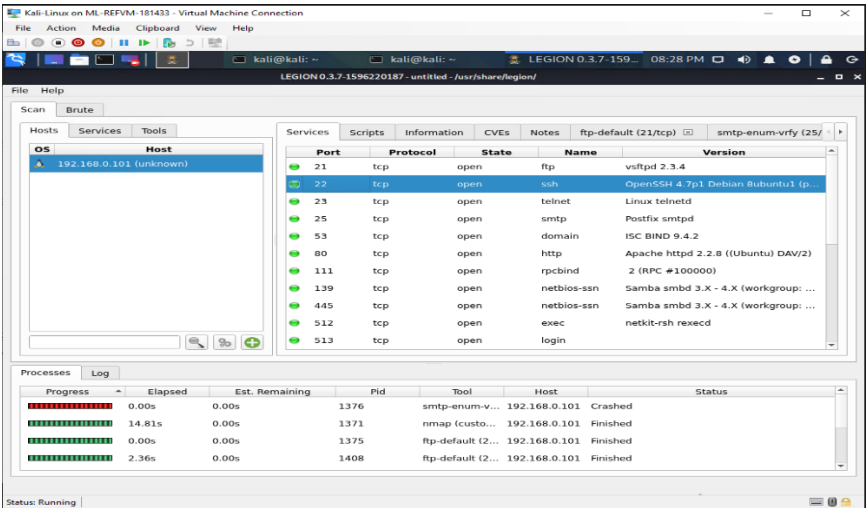 Kali-Linux on ML-REFVM-181433 - Virtual Machine Connection
File Action Media Clipboard View Help
kali@kali: ~ kali@kali: ~ LEGION 0.3.7-159... 08:28 PM
LEGION 0.3.7-1596220187 - untitled - /usr/share/legion/
File Help
Scan Brute
Hosts Services Tools
OS Host
192.168.0.101 (unknown)
Services Scripts Information CVEs Notes ftp-default (21/tcp) smtp-enum-vrfy (25/
Port Protocol State Name Version
21 tcp open ftp vsftpd 2.3.4
22 tcp open ssh OpenSSH 4.7p1 Debian 8ubuntu1 (p...
23 tcp open telnet Linux telnetd
25 tcp open smtp Postfix smtpd
53 tcp open domain ISC BIND 9.4.2
80 tcp open http Apache httpd 2.2.8 ((Ubuntu) DAV/2)
111 tcp open rpcbind 2 (RPC #100000)
139 tcp open netbios-ssn Samba smbd 3.X - 4.X (workgroup: ...
445 tcp open netbios-ssn Samba smbd 3.X - 4.X (workgroup: ...
512 tcp open exec netkit-rsh rexecd
513 tcp open login
Processes Log
Progress Elapsed Est. Remaining Pid Tool Host Status
0.00s 0.00s 1376 smtp-enum-v... 192.168.0.101 Crashed
14.81s 0.00s 1371 nmap (custo... 192.168.0.101 Finished
0.00s 0.00s 1375 ftp-default (2... 192.168.0.101 Finished
2.36s 0.00s 1408 ftp-default (2... 192.168.0.101 Finished
Status: Running